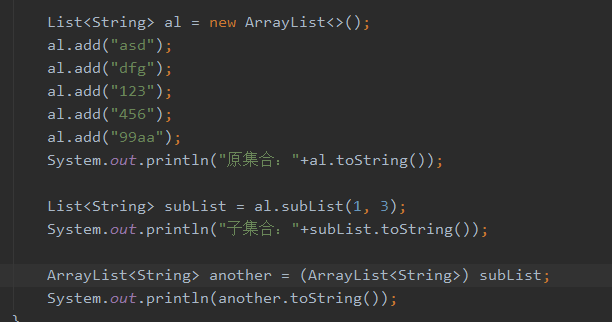 List<String> al = new ArrayList<>();
al.add("asd");
al.add("dfg");
al.add("123");
al.add("456");
al.add("99aa");
System.out.println("原集合："+al.toString());
List<String> subList = al.subList(1, 3);
System.out.println("子集合："+subList.toString());
ArrayList<String> another = (ArrayList<String>) subList;
System.out.println(another.toString());
}